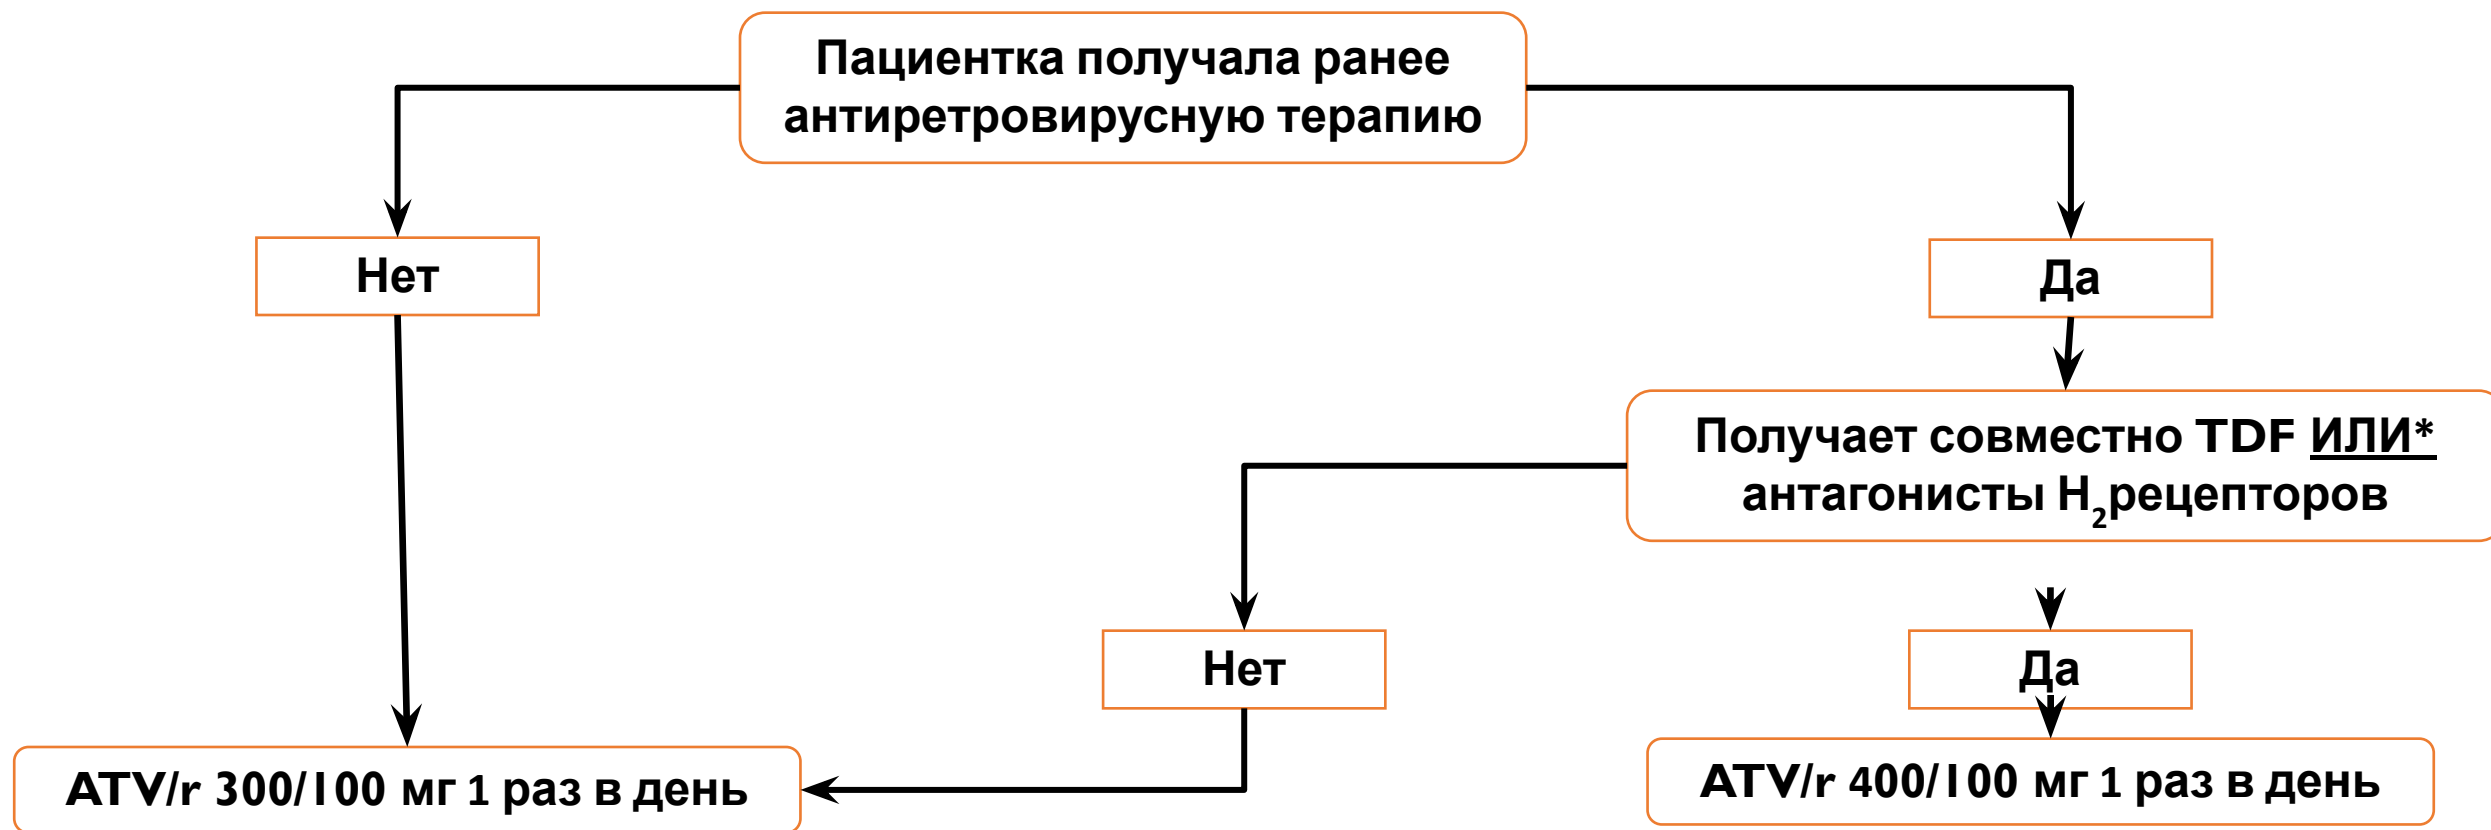 Пациентка получала ранее
антиретровирусную терапию
Нет
Да
Получает совместно TDF ИЛИ*
антагонисты H₂рецепторов
Нет
Да
ATV/r 300/100 мг 1 раз в день
ATV/r 400/100 мг 1 раз в день